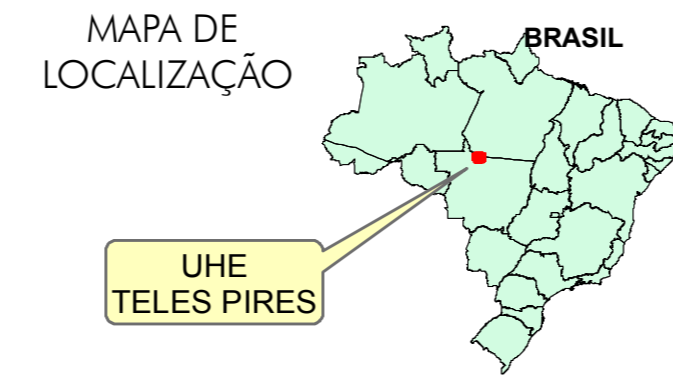 MAPA DE
LOCALIZAÇÃO
BRASIL
UHE
TELES PIRES